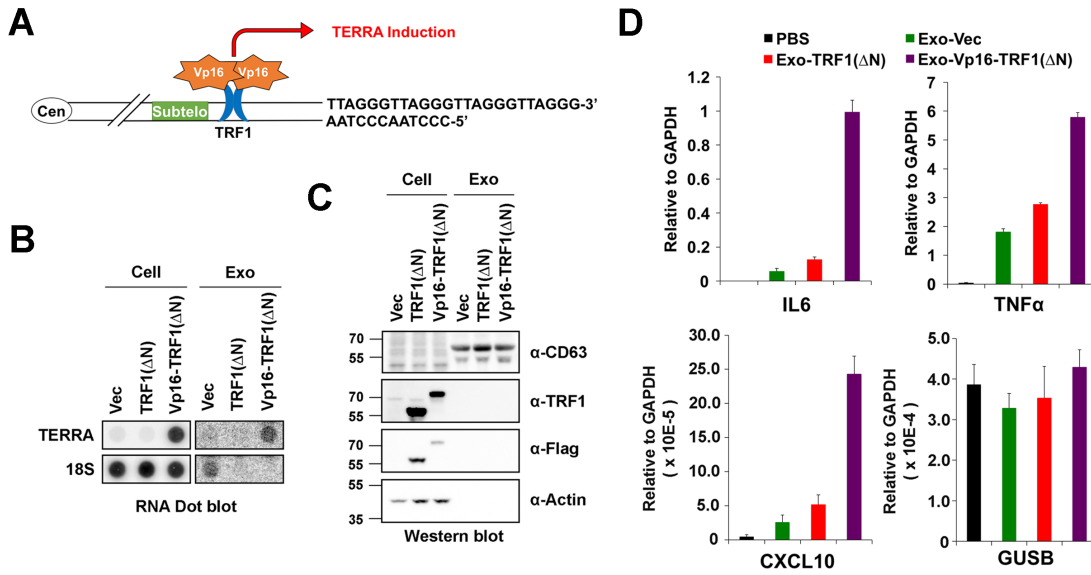 A
TERRA Induction
Vp16 Vp16
Cen
Subtelo
TRF1
TTAGGGTTAGGGTTAGGGTTAGGG-3’
AATCCCAATCCC-5’
B
Cell Exo
Vec
TRF1(ΔN)
Vp16-TRF1(ΔN)
Vec
TRF1(ΔN)
Vp16-TRF1(ΔN)
TERRA
18S
RNA Dot blot
C
Cell Exo
Vec
TRF1(ΔN)
Vp16-TRF1(ΔN)
Vec
TRF1(ΔN)
Vp16-TRF1(ΔN)
70
55
α-CD63
70
55
α-TRF1
70
55
α-Flag
55
35
α-Actin
Western blot
D
PBS
Exo-Vec
Exo-TRF1(ΔN)
Exo-Vp16-TRF1(ΔN)
Relative to GAPDH
1.2
1
0.8
0.6
0.4
0.2
0
IL6
Relative to GAPDH
7
6
5
4
3
2
1
0
TNFα
Relative to GAPDH
( x 10E-5)
30.0
25.0
20.0
15.0
10.0
5.0
0
CXCL10
Relative to GAPDH
( x 10E-4)
5.0
4.0
3.0
2.0
1.0
0.0
GUSB